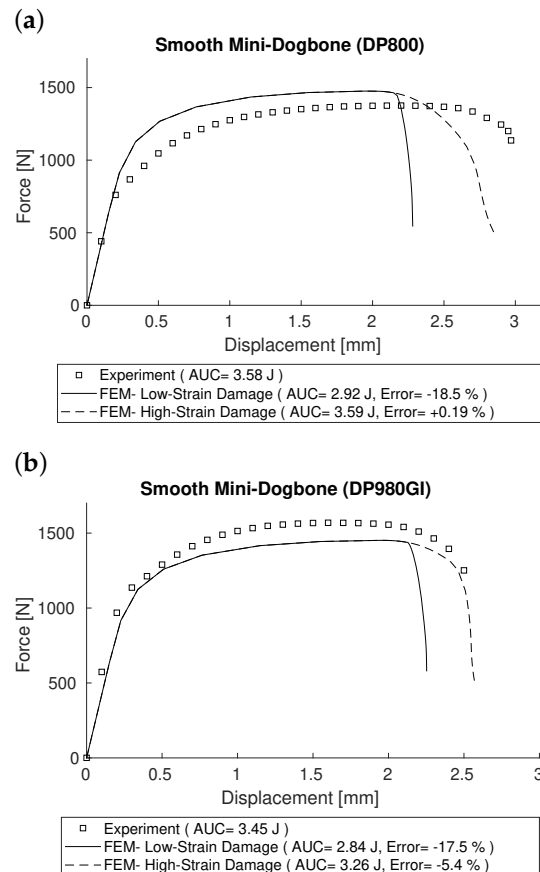 (a)
Smooth Mini-Dogbone (DP800)
1500
1000
500
0
Force [N]
0 0.5 1 1.5 2 2.5 3
Displacement [mm]
Experiment ( AUC= 3.58 J )
FEM- Low-Strain Damage ( AUC= 2.92 J, Error= -18.5 % )
FEM- High-Strain Damage ( AUC= 3.59 J, Error= +0.19 % )
(b)
Smooth Mini-Dogbone (DP980GI)
1500
1000
500
0
Force [N]
0 0.5 1 1.5 2 2.5 3
Displacement [mm]
Experiment ( AUC= 3.45 J )
FEM- Low-Strain Damage ( AUC= 2.84 J, Error= -17.5 % )
FEM- High-Strain Damage ( AUC= 3.26 J, Error= -5.4 % )